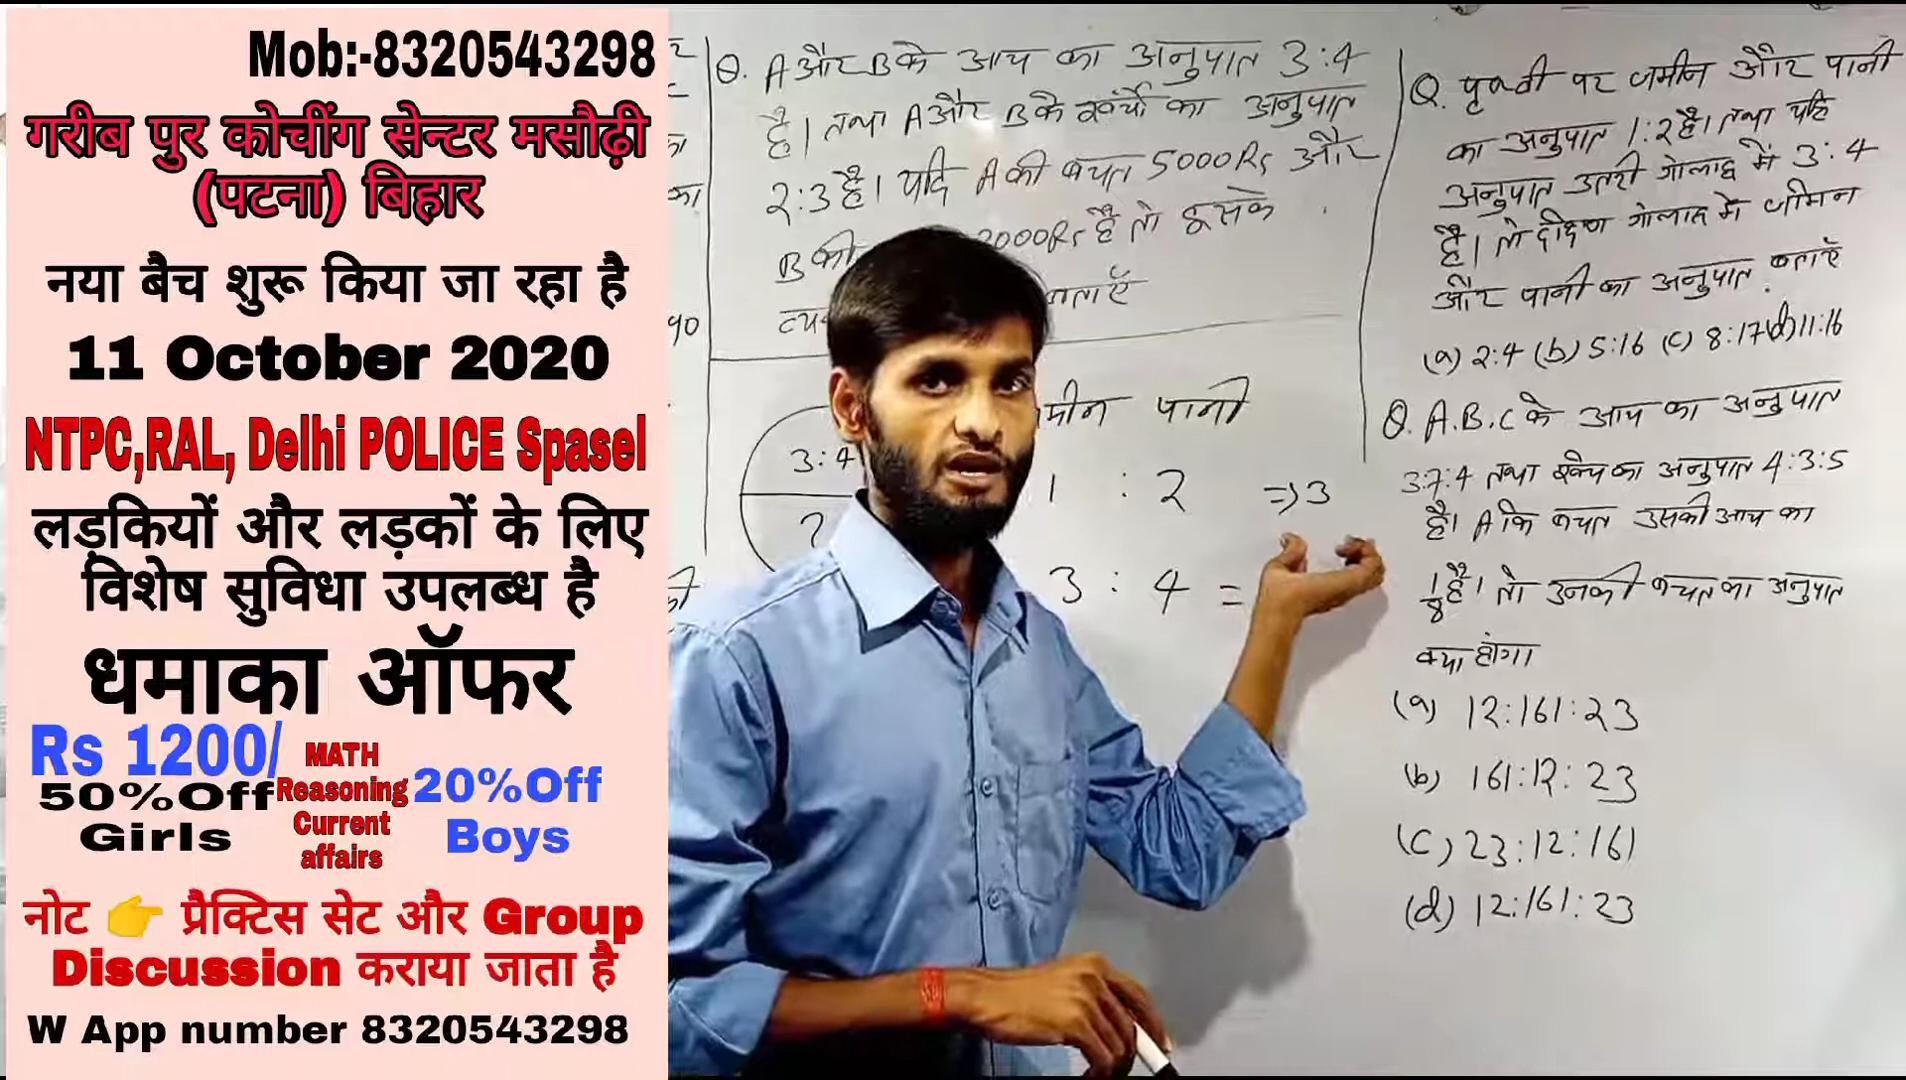 Mob:-8320543298
गरीब पुर कोचींग सेन्टर मसौढ़ी
(पटना) बिहार
नया बैच शुरू किया जा रहा है
11 October 2020
NTPC,RAL, Delhi POLICE Spasel
लड़कियों और लड़कों के लिए
विशेष सुविधा उपलब्ध है
धमाका ऑफर
Rs 1200/
50%Off
Girls
MATH
Reasoning
Current
affairs
20%Off
Boys
नोट 👉 प्रैक्टिस सेट और Group
Discussion कराया जाता है
W App number 8320543298
Q. A और B के आय का अनुपात 3:4
है। तथा A और B के खर्चो का अनुपात
2:3 है। यदि A की बचत 5000Rs और
B की 000Rs है तो इसके
बताएँ
3:4
?
मीन पानी
1 : 2 => 3
3 : 4 =
Q. पृथ्वी पर जमीन और पानी
का अनुपात 1:2 है। तथा यदि
अनुपात उतरी गोलार्द्ध में 3:4
है। तो दक्षिण गोलार्द्ध में जमिन
और पानी का अनुपात बताएँ
(a) 2:4 (b) 5:16 (c) 8:17 (d) 11:16
Q. A.B.C के आय का अनुपात
3:7:4 तथा खर्च का अनुपात 4:3:5
है। A कि बचत उसकी आय का
1/8 है। तो उनकी बचत का अनुपात
क्या होगा
(a) 12:161:23
(b) 161:12:23
(c) 23:12:161
(d) 12:161:23